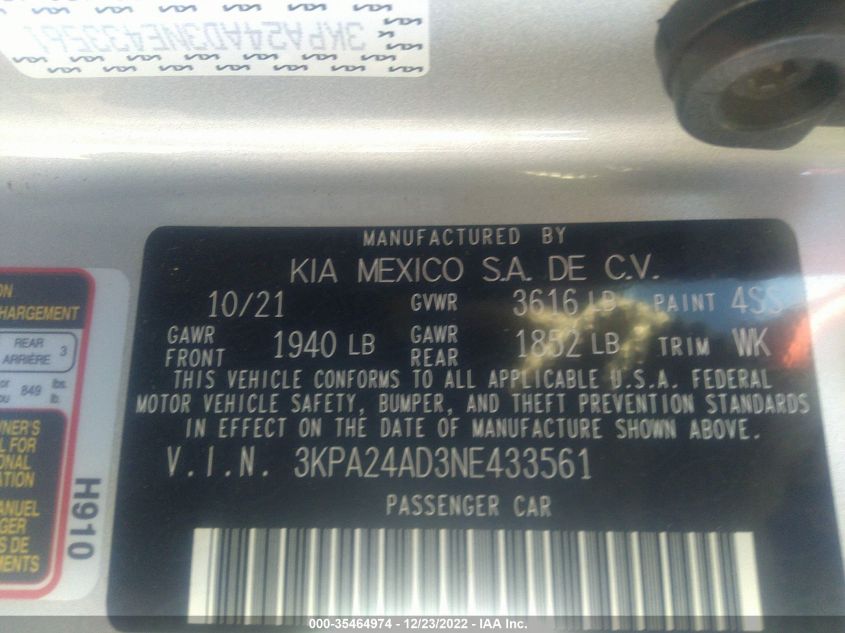 3KPA24AD3NE433561
MANUFACTURED BY
KIA MEXICO S.A. DE C.V.
10/21 GVWR 3616 LB PAINT 4SS
GAWR FRONT 1940 LB GAWR REAR 1852 LB TRIM WK
THIS VEHICLE CONFORMS TO ALL APPLICABLE U.S.A. FEDERAL
MOTOR VEHICLE SAFETY, BUMPER, AND THEFT PREVENTION STANDARDS
IN EFFECT ON THE DATE OF MANUFACTURE SHOWN ABOVE.
V.I.N. 3KPA24AD3NE433561
PASSENGER CAR
REAR
ARRIÈRE 3
849 lbs.
lb.
H910
000-35464974 - 12/23/2022 - IAA Inc.